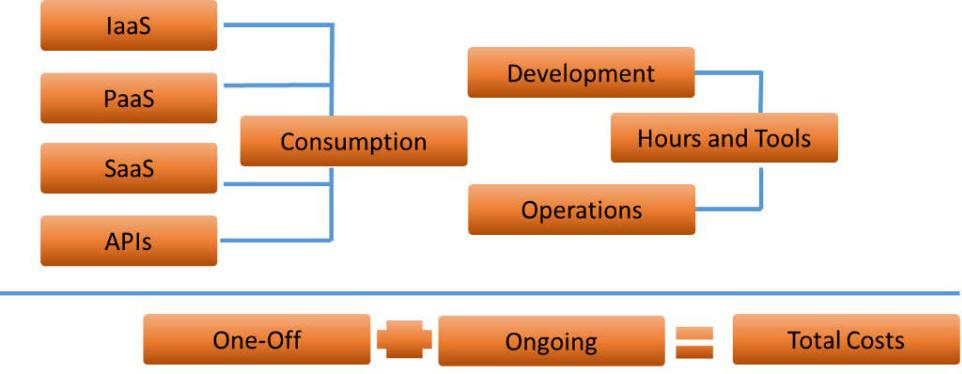 IaaS
PaaS
SaaS
APIs
Consumption
Development
Operations
Hours and Tools
One-Off
Ongoing
Total Costs